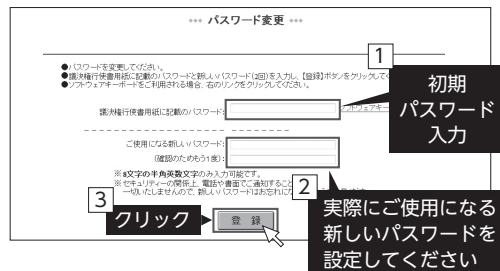 *** パスワード変更 ***
1
●パスワードを変更してください。
●議決権行使書用紙に記載のパスワードと新しいパスワード(2回)を入力し、【登録】ボタンをクリックして
●ソフトウェアキーボードをご利用される場合、右のリンクをクリックしてください。
初期
パスワード
入力
議決権行使書用紙に記載のパスワード:
ソフトウェアキー
ご使用になる新しいパスワード:
(確認のためもう1度):
※8文字の半角英数文字のみ入力可能です。
※セキュリティーの関係上、電話や書面でご通知すること
一切いたしませんので、新しいパスワードはお忘れにな
2
3
クリック
登 録
実際にご使用になる
新しいパスワードを
設定してください